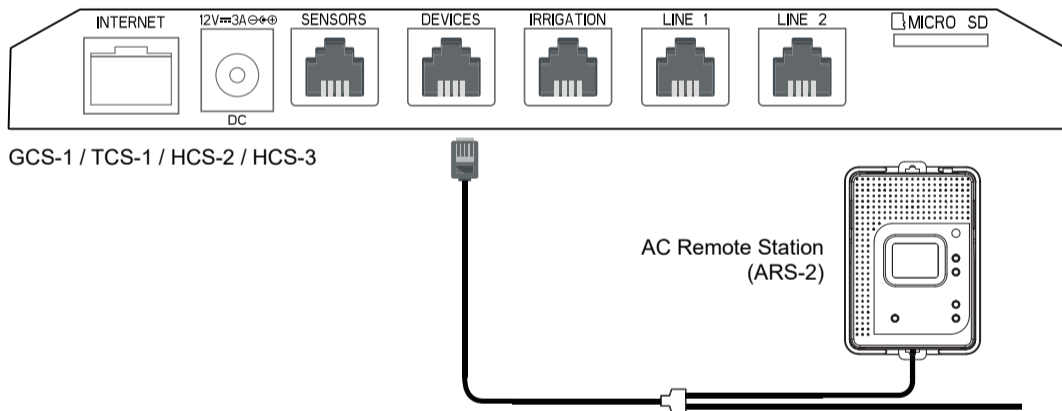 INTERNET
12V⎓3A⊖-⊕
SENSORS
DEVICES
IRRIGATION
LINE 1
LINE 2
MICRO SD
DC
GCS-1 / TCS-1 / HCS-2 / HCS-3
AC Remote Station
(ARS-2)